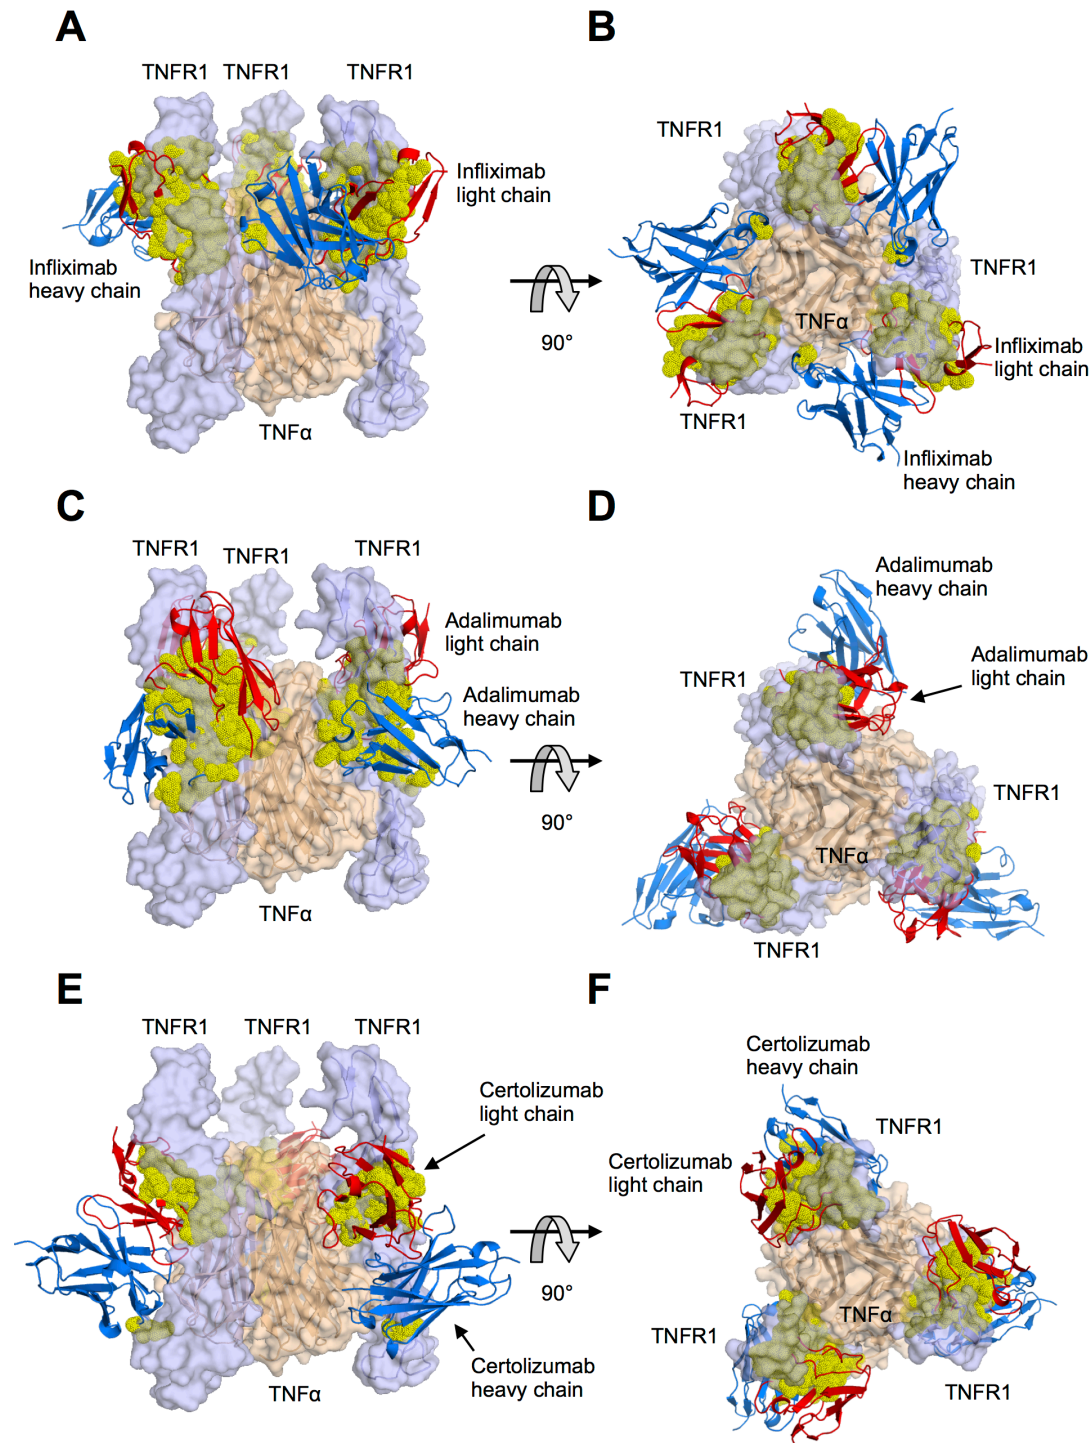 A
TNFR1 TNFR1 TNFR1
Infliximab
light chain
Infliximab
heavy chain
TNFα
90°
B
TNFR1
TNFR1
TNFα
Infliximab
light chain
TNFR1
Infliximab
heavy chain
C
TNFR1 TNFR1 TNFR1
Adalimumab
light chain
Adalimumab
heavy chain
TNFα
90°
D
Adalimumab
heavy chain
Adalimumab
light chain
TNFR1
TNFR1
TNFα
TNFR1
E
TNFR1 TNFR1 TNFR1
Certolizumab
light chain
TNFα
Certolizumab
heavy chain
90°
F
Certolizumab
heavy chain
TNFR1
Certolizumab
light chain
TNFα
TNFR1
TNFR1